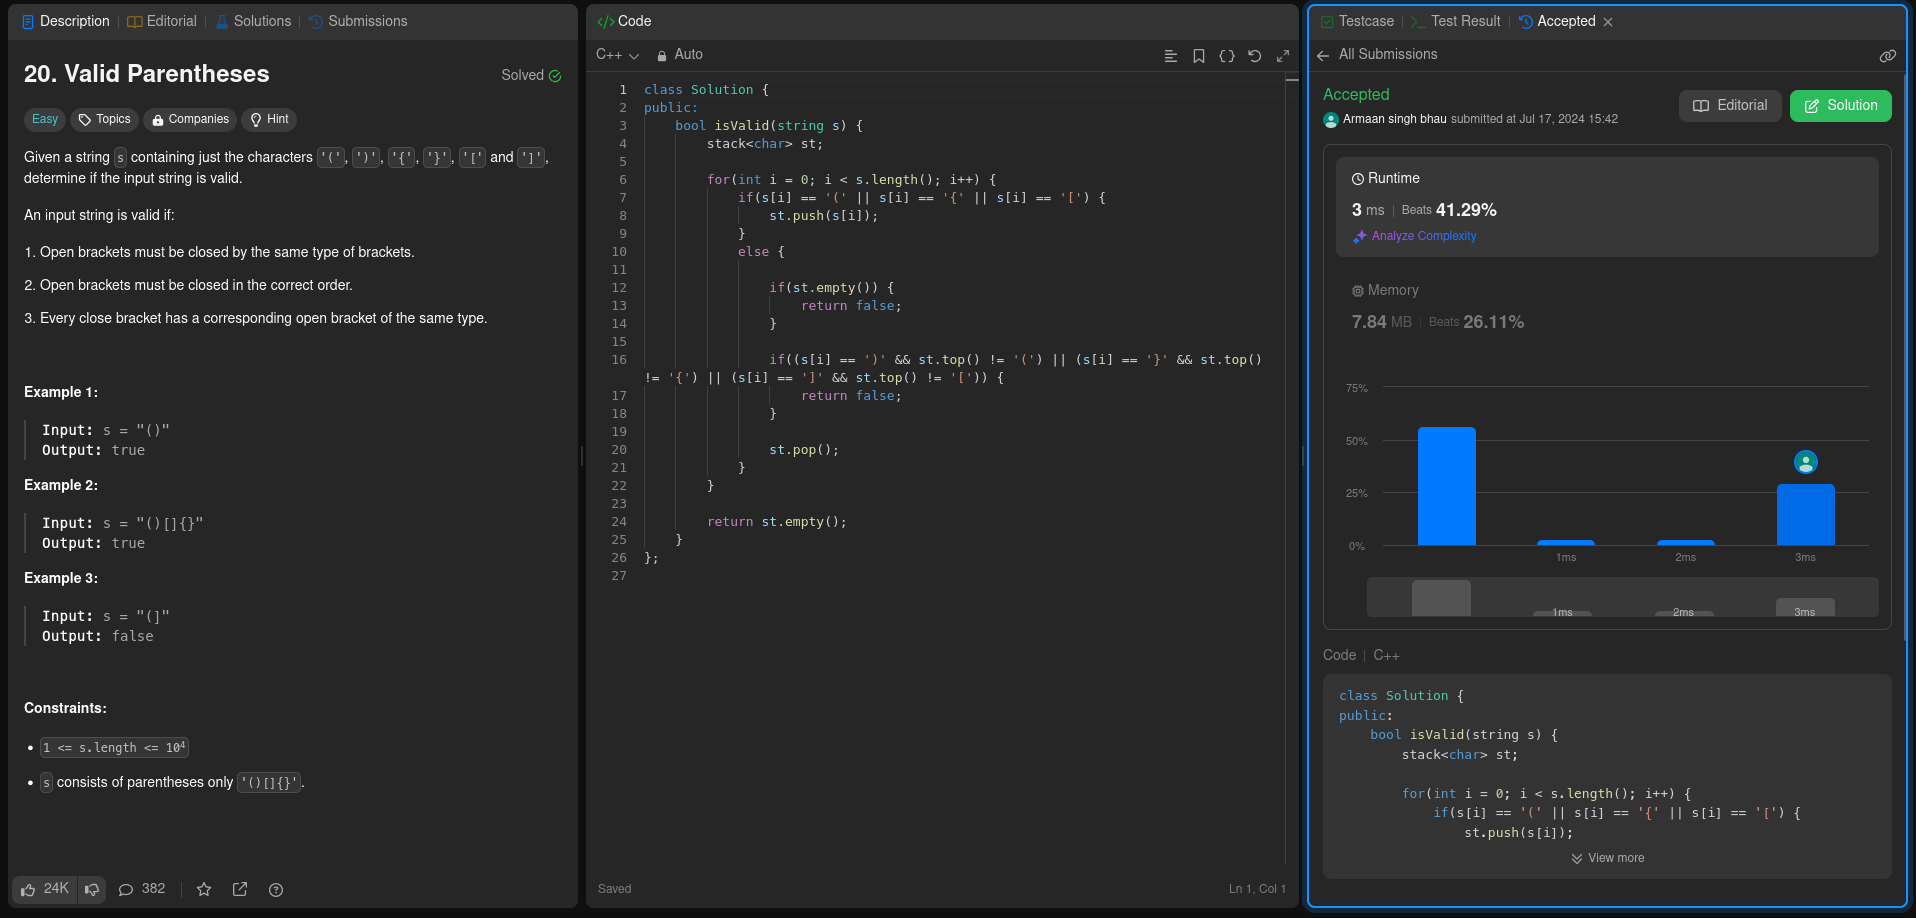 Description | Editorial | Solutions | Submissions
20. Valid Parentheses
Solved
Easy Topics Companies Hint
Given a string s containing just the characters '(', ')', '{', '}', '[' and ']',
determine if the input string is valid.
An input string is valid if:
1. Open brackets must be closed by the same type of brackets.
2. Open brackets must be closed in the correct order.
3. Every close bracket has a corresponding open bracket of the same type.
Example 1:
Input: s = "()"
Output: true
Example 2:
Input: s = "()[]{}"
Output: true
Example 3:
Input: s = "(]"
Output: false
Constraints:
• 1 <= s.length <= 10⁴
• s consists of parentheses only '()[]{}'.
24K 382
</> Code
C++ Auto
1 class Solution {
2 public:
3     bool isValid(string s) {
4         stack<char> st;
5
6         for(int i = 0; i < s.length(); i++) {
7             if(s[i] == '(' || s[i] == '{' || s[i] == '[') {
8                 st.push(s[i]);
9             }
10             else {
11
12                 if(st.empty()) {
13                     return false;
14                 }
15
16                 if((s[i] == ')' && st.top() != '(') || (s[i] == '}' && st.top()
!= '{') || (s[i] == ']' && st.top() != '[')) {
17                     return false;
18                 }
19
20                 st.pop();
21             }
22         }
23
24         return st.empty();
25     }
26 };
27
Saved Ln 1, Col 1
Testcase | Test Result | Accepted
All Submissions
Accepted
Editorial Solution
Armaan singh bhau submitted at Jul 17, 2024 15:42
Runtime
3 ms | Beats 41.29%
Analyze Complexity
Memory
7.84 MB | Beats 26.11%
75%
50%
25%
0%
1ms 2ms 3ms
1ms 2ms 3ms
Code | C++
class Solution {
public:
    bool isValid(string s) {
        stack<char> st;
        for(int i = 0; i < s.length(); i++) {
            if(s[i] == '(' || s[i] == '{' || s[i] == '[') {
                st.push(s[i]);
View more